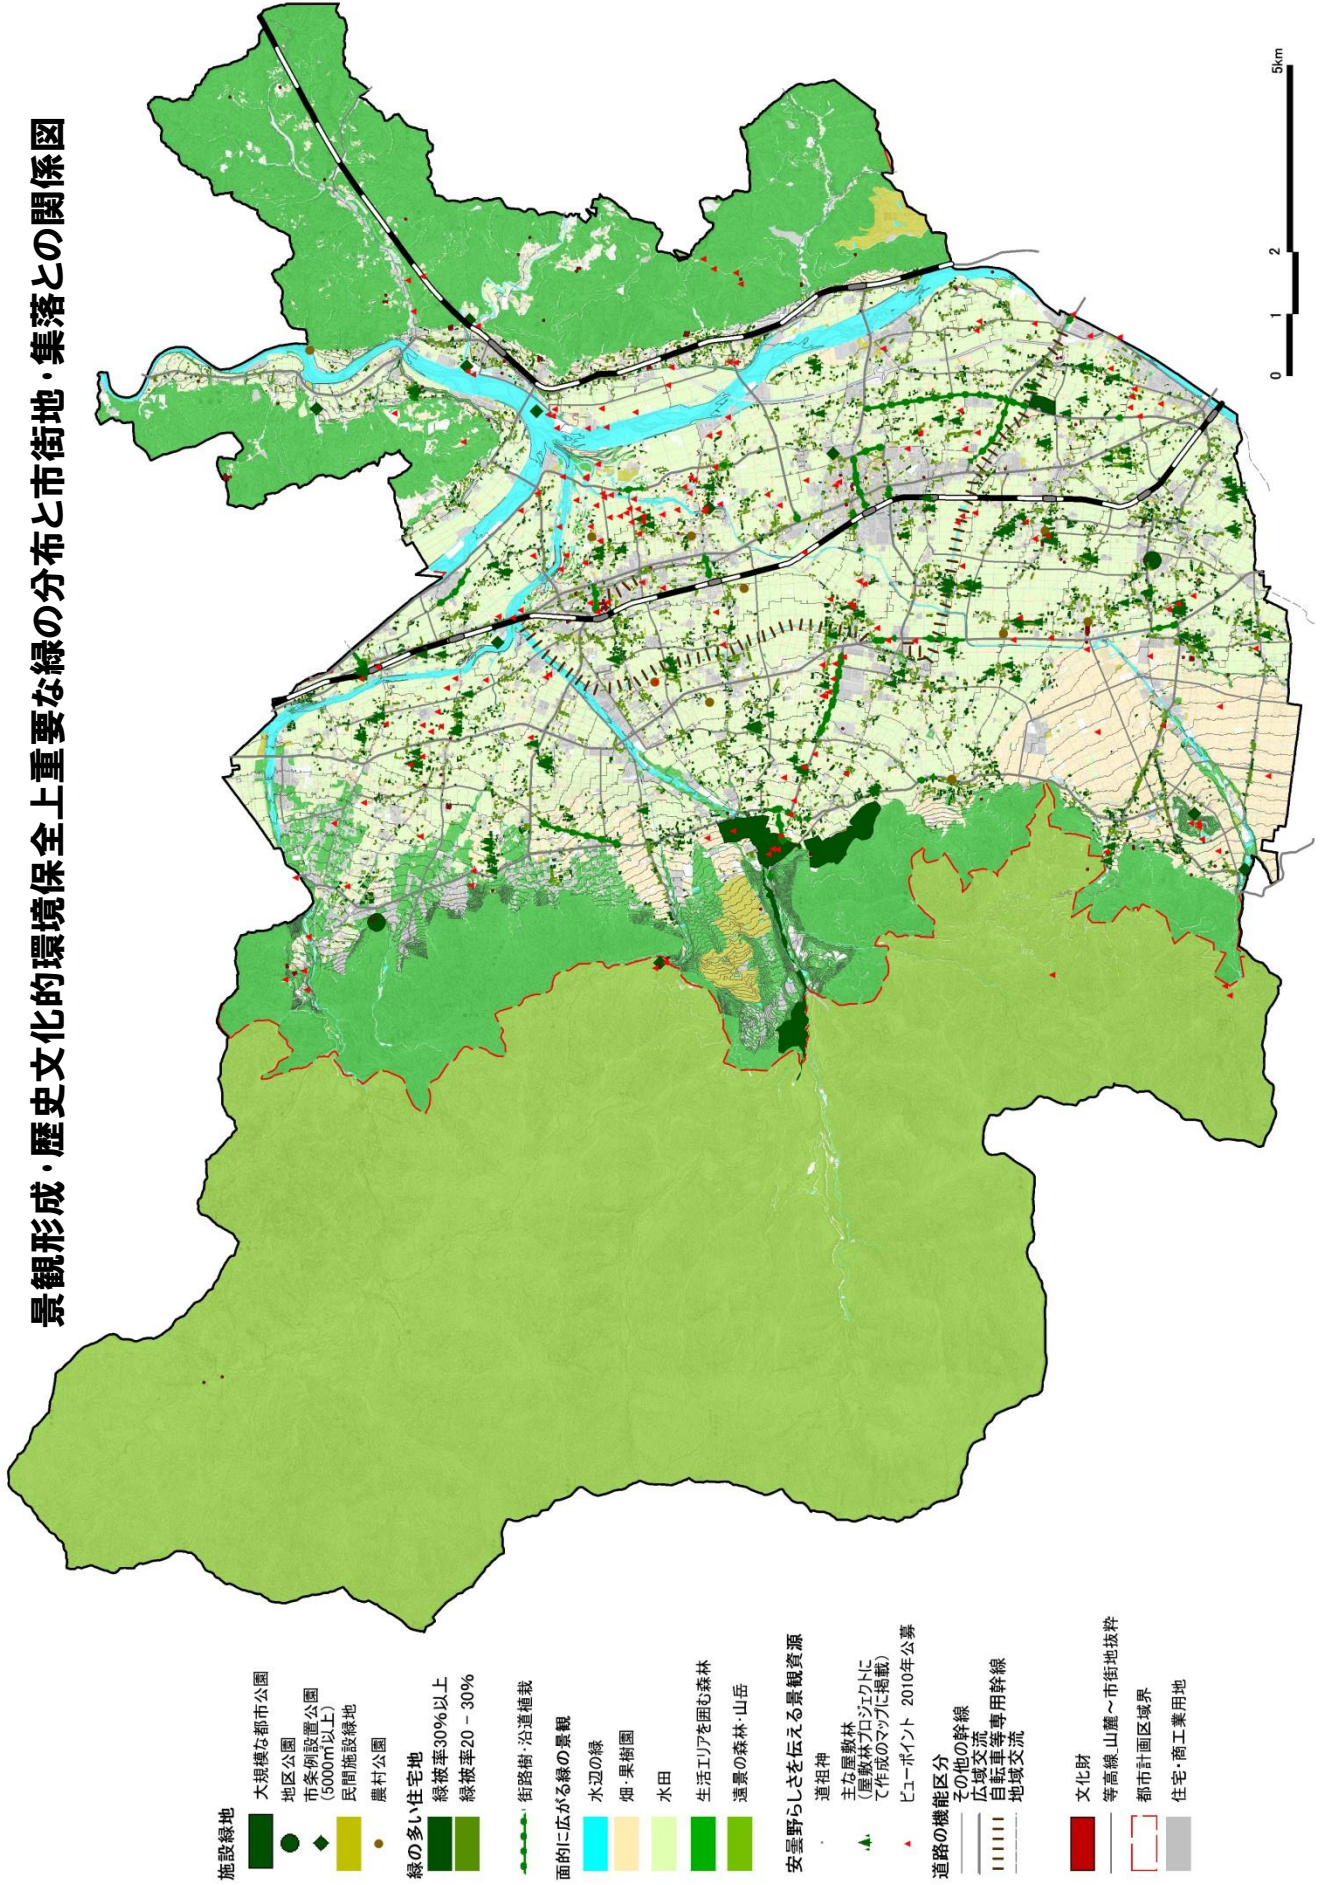 景観形成・歴史文化的環境保全上重要な緑の分布と市街地・集落との関係図
施設緑地
大規模な都市公園
地区公園
市条例設置公園
(5000㎡以上)
民間施設緑地
農村公園
緑の多い住宅地
緑被率30%以上
緑被率20－30%
街路樹・沿道植栽
面的に広がる緑の景観
水辺の緑
畑・果樹園
水田
生活エリアを囲む森林
遠景の森林・山岳
安曇野らしさを伝える景観資源
道祖神
主な屋敷林
(屋敷林プロジェクトに
て作成のマップに掲載)
ビューポイント 2010年公募
道路の機能区分
その他の幹線
広域交流
自転車等専用幹線
地域交流
文化財
等高線_山麓～市街地抜粋
都市計画区域界
住宅・商工業用地
0 1 2 5km